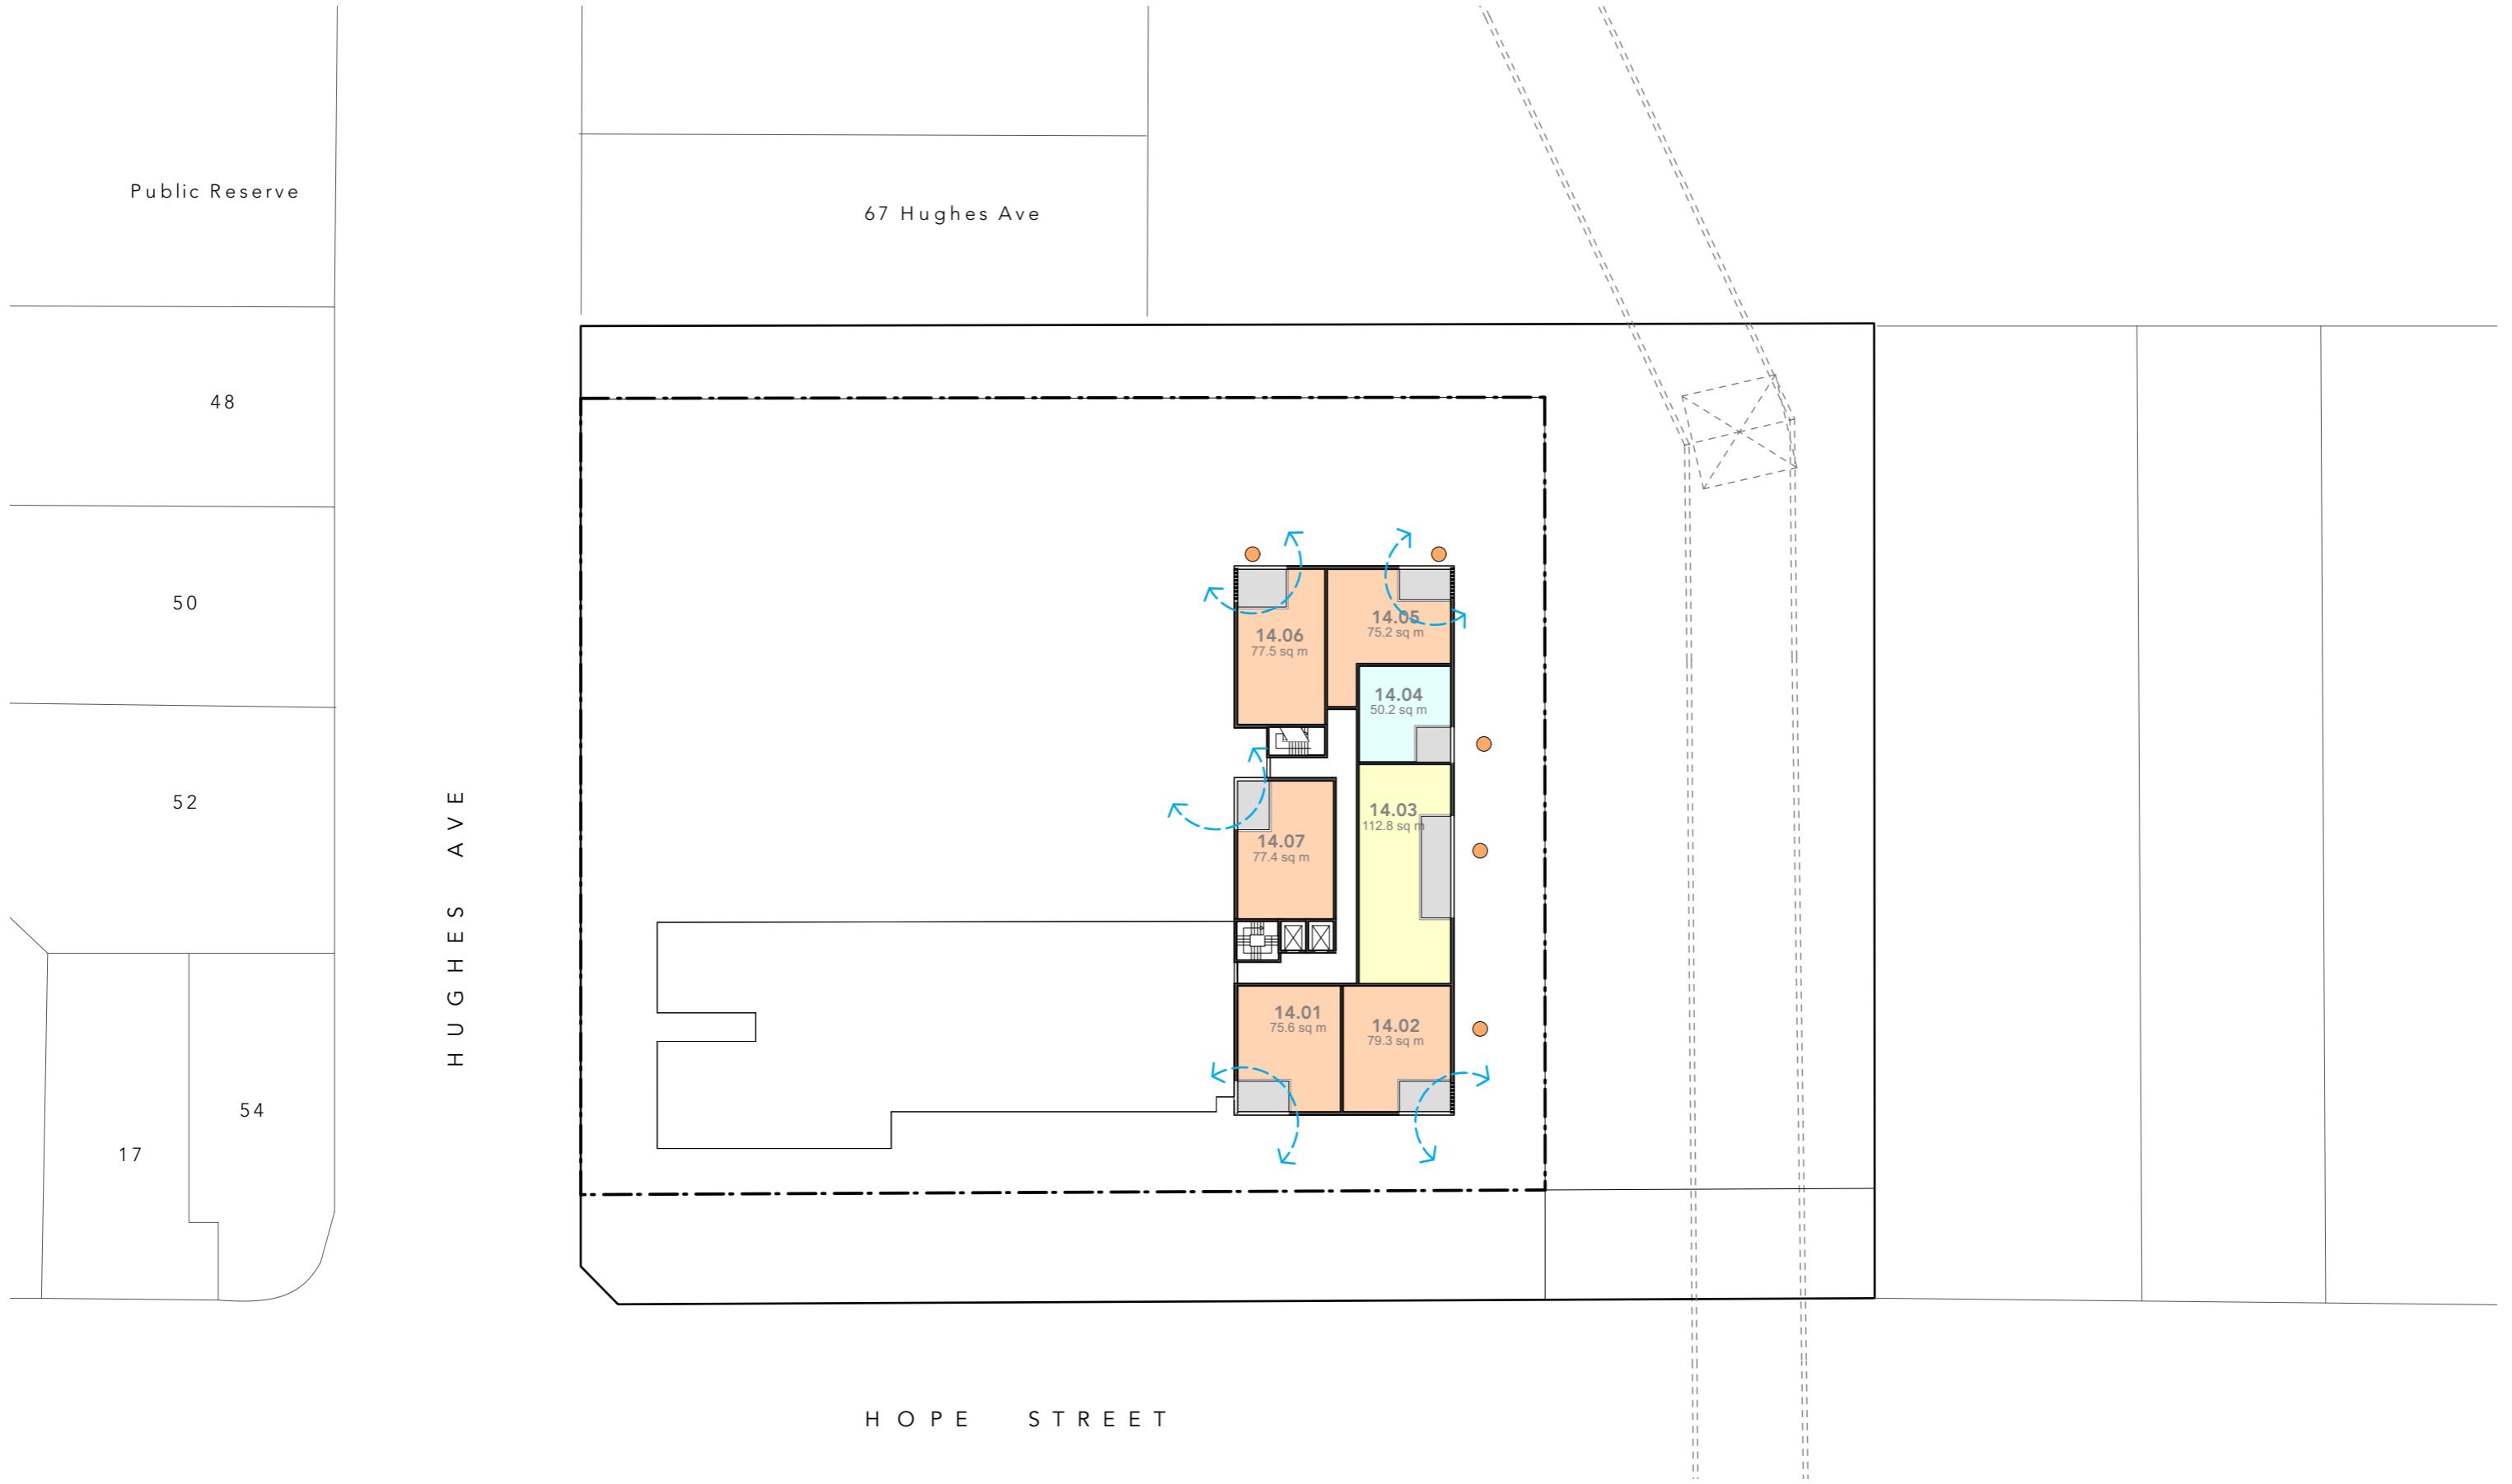 Public Reserve
67 Hughes Ave
48
50
52
54
17
HUGHES AVE
HOPE STREET
14.06
77.5 sq m
14.05
75.2 sq m
14.04
50.2 sq m
14.03
112.8 sq m
14.07
77.4 sq m
14.01
75.6 sq m
14.02
79.3 sq m